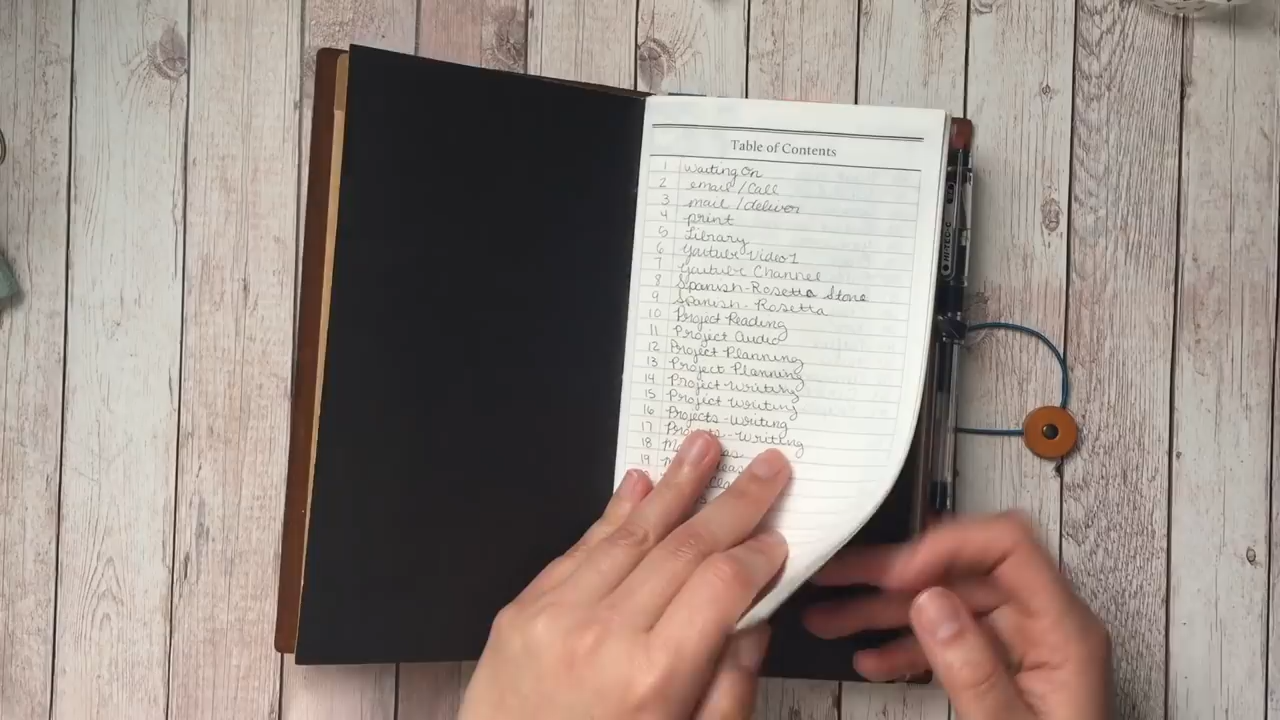 Table of Contents
1 Waiting On
2 email / Call
3 mail / deliver
4 print
5 Library
6 Youtube Video 1
7 Youtube Channel
8 Spanish-Rosetta Stone
9 Spanish-Rosetta
10 Project Reading
11 Project Audio
12 Project Planning
13 Project Planning
14 Project Writing
15 Project Writing
16 Projects-Writing
17 Projects-Writing
18
19
HI-TEC-C